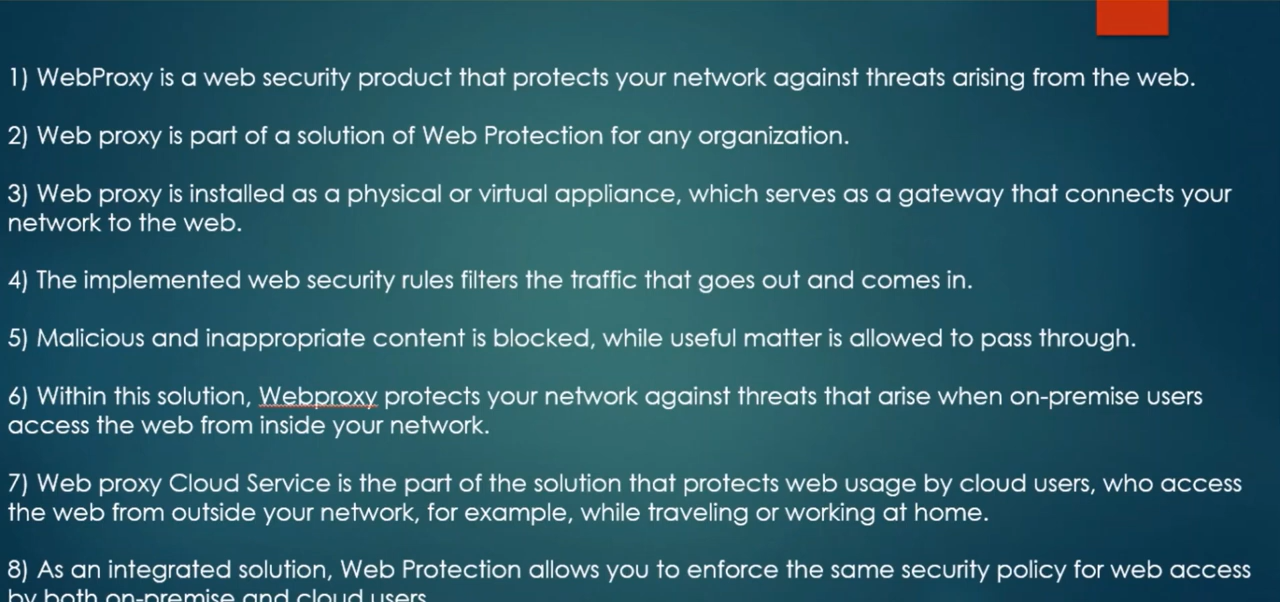 1) WebProxy is a web security product that protects your network against threats arising from the web.
2) Web proxy is part of a solution of Web Protection for any organization.
3) Web proxy is installed as a physical or virtual appliance, which serves as a gateway that connects your
network to the web.
4) The implemented web security rules filters the traffic that goes out and comes in.
5) Malicious and inappropriate content is blocked, while useful matter is allowed to pass through.
6) Within this solution, Webproxy protects your network against threats that arise when on-premise users
access the web from inside your network.
7) Web proxy Cloud Service is the part of the solution that protects web usage by cloud users, who access
the web from outside your network, for example, while traveling or working at home.
8) As an integrated solution, Web Protection allows you to enforce the same security policy for web access
by both on-premise and cloud users.